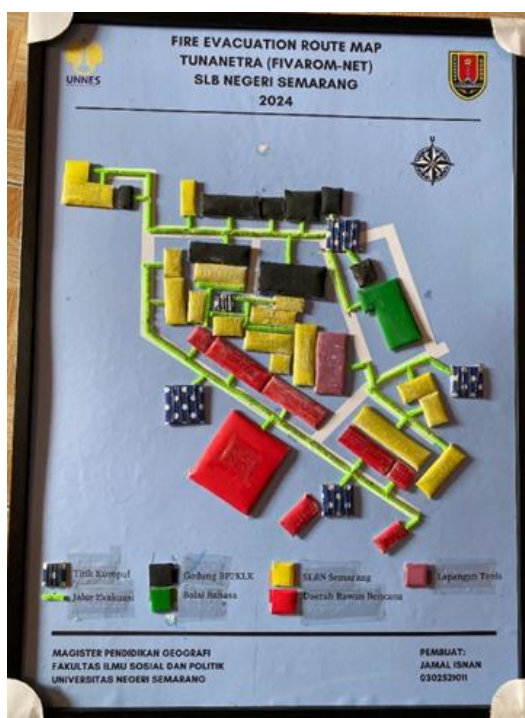 FIRE EVACUATION ROUTE MAP
TUNANETRA (FIVAROM-NET)
SLB NEGERI SEMARANG
2024
UNNES
Titik Kumpul
Gedung BP2KLK
SLBN Semarang
Lapangan Tenis
Jalur Evakuasi
Balai Bahasa
Daerah Rawan Bencana
MAGISTER PENDIDIKAN GEOGRAFI
FAKULTAS ILMU SOSIAL DAN POLITIK
UNIVERSITAS NEGERI SEMARANG
PEMBUAT:
JAMAL ISNAN
0302521011